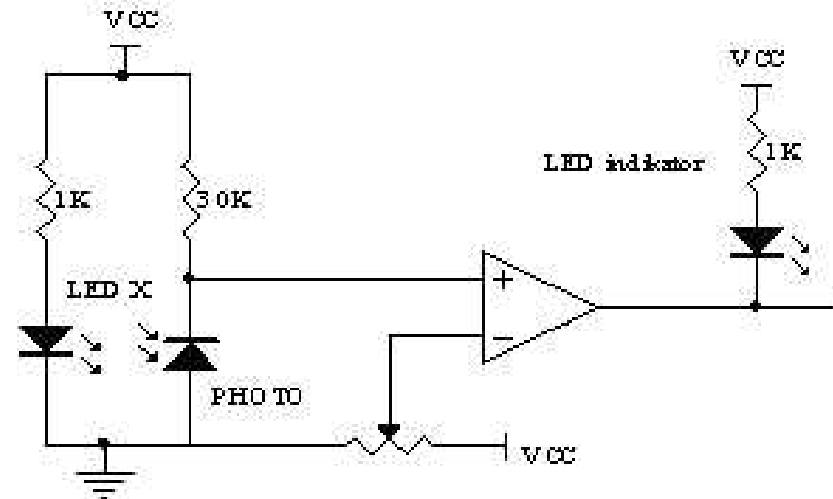 VCC
VCC
LED indikator
1K
1K
30K
LED X
+
−
PHOTO
VCC